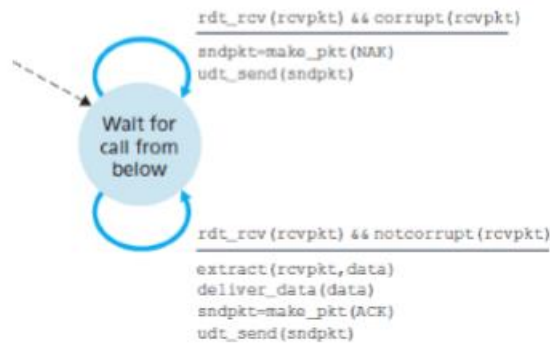 rdt_rcv(rcvpkt) && corrupt(rcvpkt)
sndpkt=make_pkt(NAK)
udt_send(sndpkt)
Wait for
call from
below
rdt_rcv(rcvpkt) && notcorrupt(rcvpkt)
extract(rcvpkt,data)
deliver_data(data)
sndpkt=make_pkt(ACK)
udt_send(sndpkt)